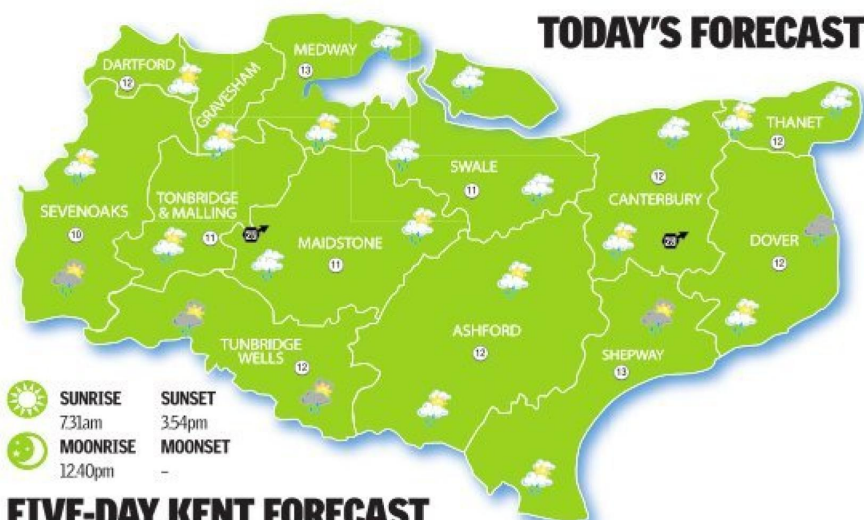 TODAY'S FORECAST
DARTFORD
12
GRAVESHAM
MEDWAY
13
THANET
12
SWALE
11
CANTERBURY
12
28
SEVENOAKS
10
TONBRIDGE
& MALLING
11
MAIDSTONE
11
DOVER
12
TUNBRIDGE
WELLS
12
ASHFORD
12
SHEPWAY
13
SUNRISE SUNSET
7.31am 3.54pm
MOONRISE MOONSET
12.40pm –
FIVE-DAY KENT FORECAST